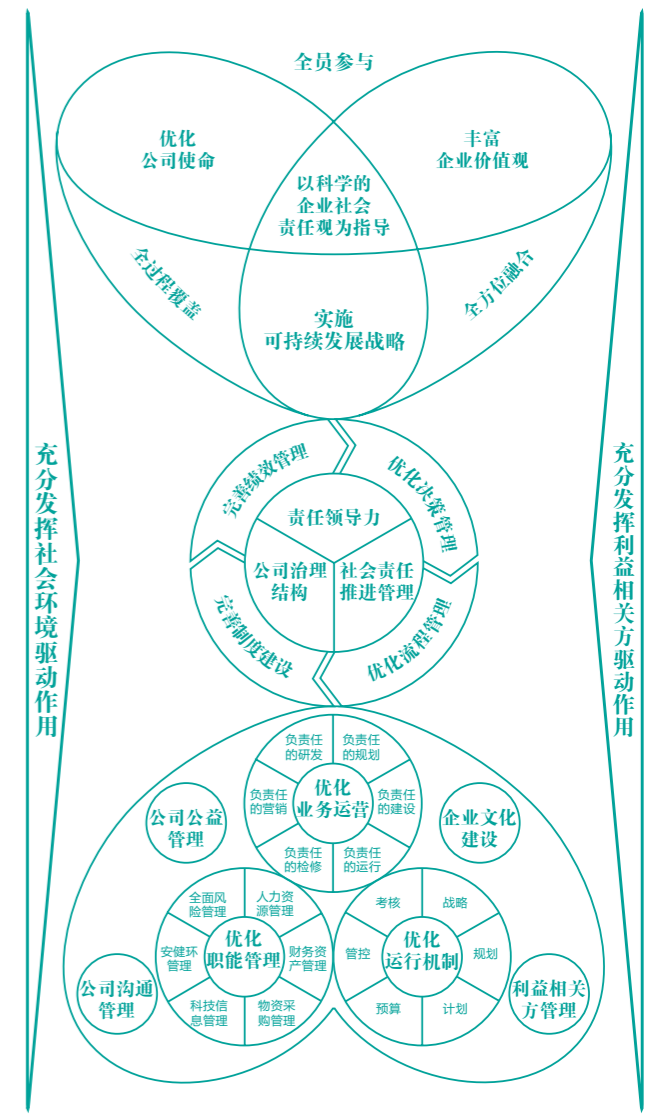 全员参与
优化
公司使命
丰富
企业价值观
以科学的
企业社会
责任观为指导
全过程覆盖
全方位融合
实施
可持续发展战略
充分发挥社会环境驱动作用
充分发挥利益相关方驱动作用
完善绩效管理
优化决策管理
责任领导力
公司治理
结构
社会责任
推进管理
完善制度建设
优化流程管理
负责任
的研发
负责任
的规划
负责任
的营销
优化
业务运营
负责任
的建设
负责任
的检修
负责任
的运行
公司公益
管理
企业文化
建设
全面风
险管理
人力资
源管理
安健环
管理
优化
职能管理
财务资
产管理
科技信
息管理
物资采
购管理
考核
战略
管控
优化
运行机制
规划
预算
计划
公司沟通
管理
利益相关
方管理